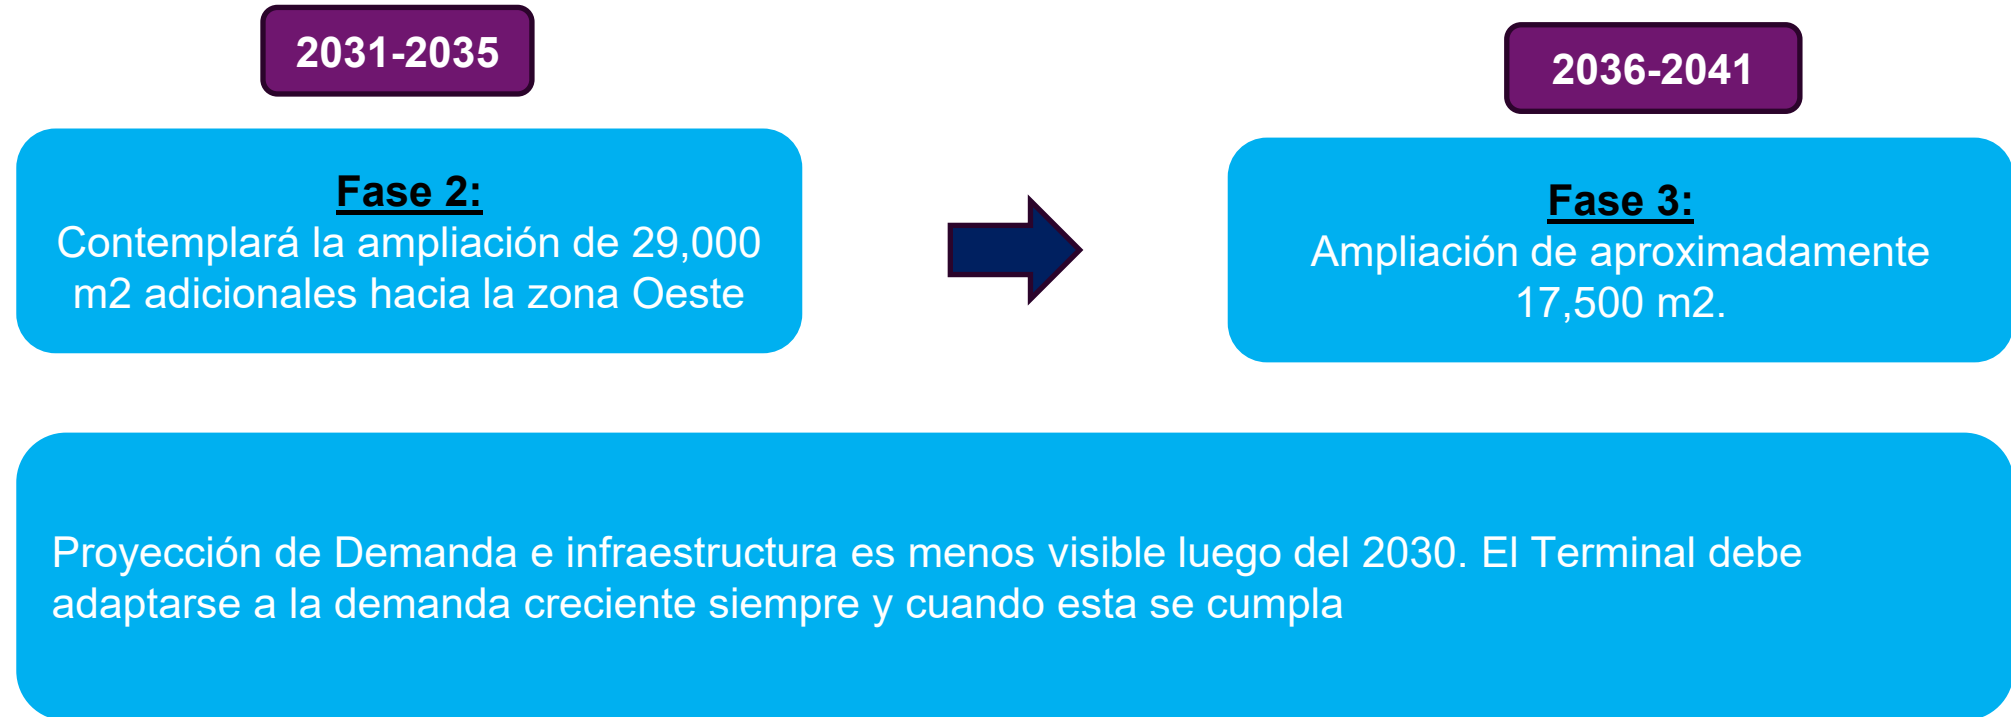 2031-2035
2036-2041
Fase 2:
Contemplará la ampliación de 29,000
m2 adicionales hacia la zona Oeste
Fase 3:
Ampliación de aproximadamente
17,500 m2.
Proyección de Demanda e infraestructura es menos visible luego del 2030. El Terminal debe
adaptarse a la demanda creciente siempre y cuando esta se cumpla